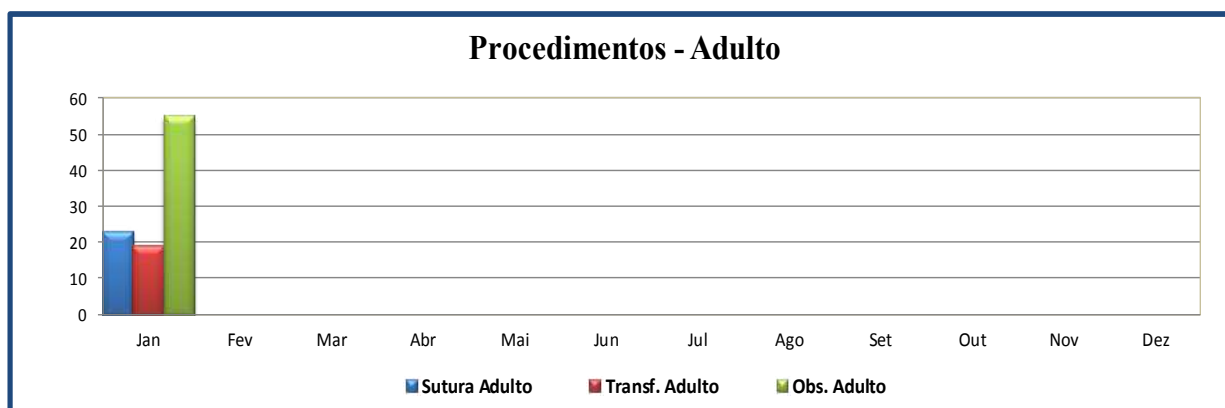 Procedimentos - Adulto
60
50
40
30
20
10
0
Jan Fev Mar Abr Mai Jun Jul Ago Set Out Nov Dez
Sutura Adulto Transf. Adulto Obs. Adulto